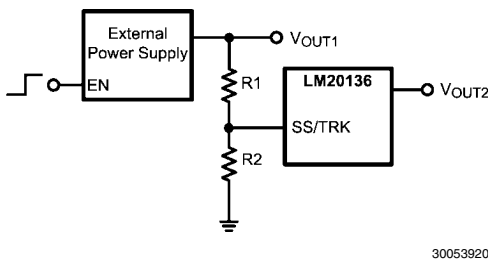 External
Power Supply
EN
VOUT1
R1
LM20136
SS/TRK
VOUT2
R2
30053920